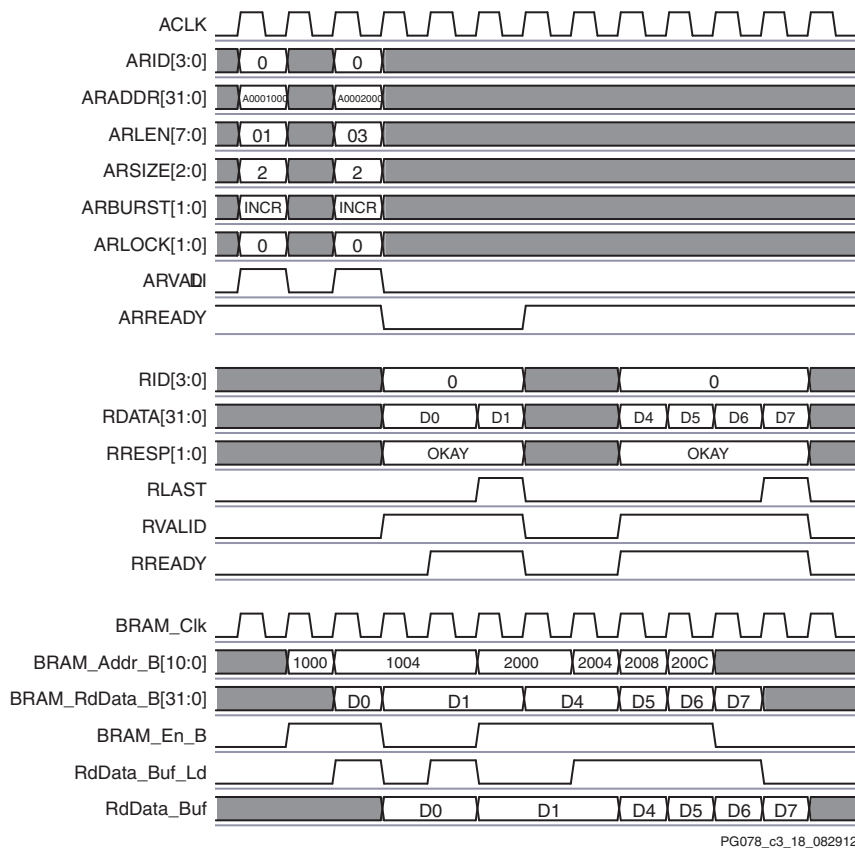 ACLK
ARID[3:0] 0 0
ARADDR[31:0] A0001000 A0002000
ARLEN[7:0] 01 03
ARSIZE[2:0] 2 2
ARBURST[1:0] INCR INCR
ARLOCK[1:0] 0 0
ARVALDI
ARREADY
RID[3:0] 0 0
RDATA[31:0] D0 D1 D4 D5 D6 D7
RRESP[1:0] OKAY OKAY
RLAST
RVALID
RREADY
BRAM_Clk
BRAM_Addr_B[10:0] 1000 1004 2000 2004 2008 200C
BRAM_RdData_B[31:0] D0 D1 D4 D5 D6 D7
BRAM_En_B
RdData_Buf_Ld
RdData_Buf D0 D1 D4 D5 D6 D7
PG078_c3_18_082912